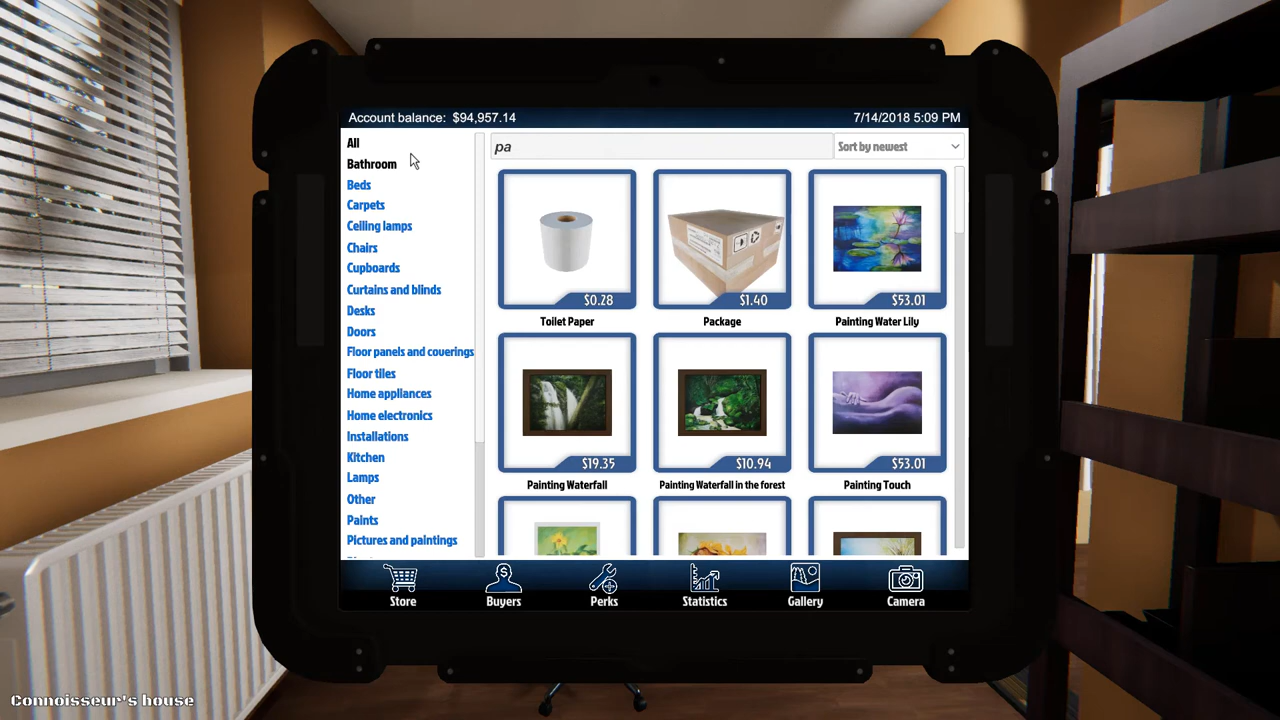 Account balance: $94,957.14
7/14/2018 5:09 PM
All
Bathroom
Beds
Carpets
Ceiling lamps
Chairs
Cupboards
Curtains and blinds
Desks
Doors
Floor panels and coverings
Floor tiles
Home appliances
Home electronics
Installations
Kitchen
Lamps
Other
Paints
Pictures and paintings
pa
Sort by newest
$0.28
$1.40
$53.01
Toilet Paper
Package
Painting Water Lily
$19.35
$10.94
$53.01
Painting Waterfall
Painting Waterfall in the forest
Painting Touch
Store
Buyers
Perks
Statistics
Gallery
Camera
Connoisseur's house